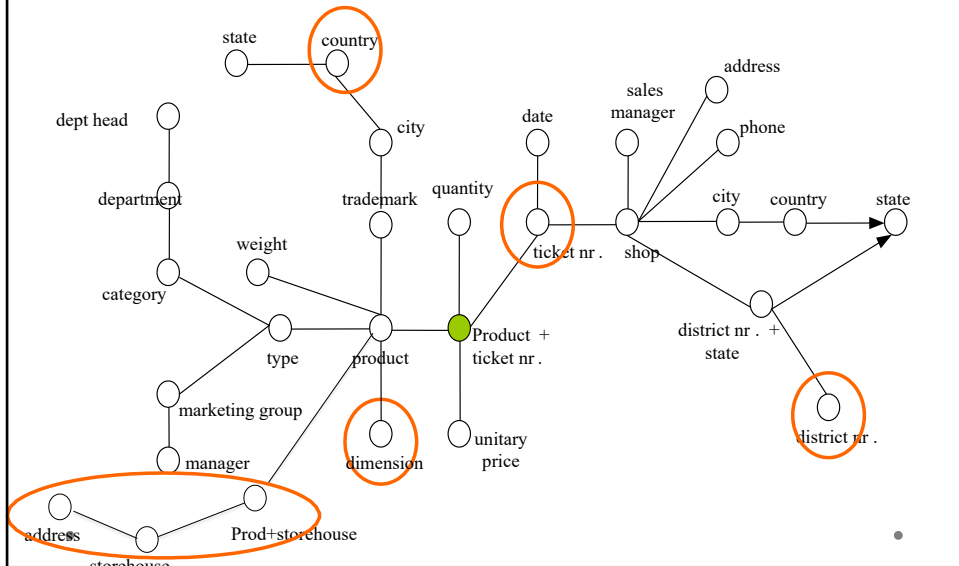 state
country
address
sales
manager
dept head
date
phone
city
department
trademark
quantity
city
country
state
weight
ticket nr .
shop
category
Product +
ticket nr .
district nr . +
state
type
product
marketing group
unitary
price
district nr .
manager
dimension
address
Prod+storehouse
storehouse